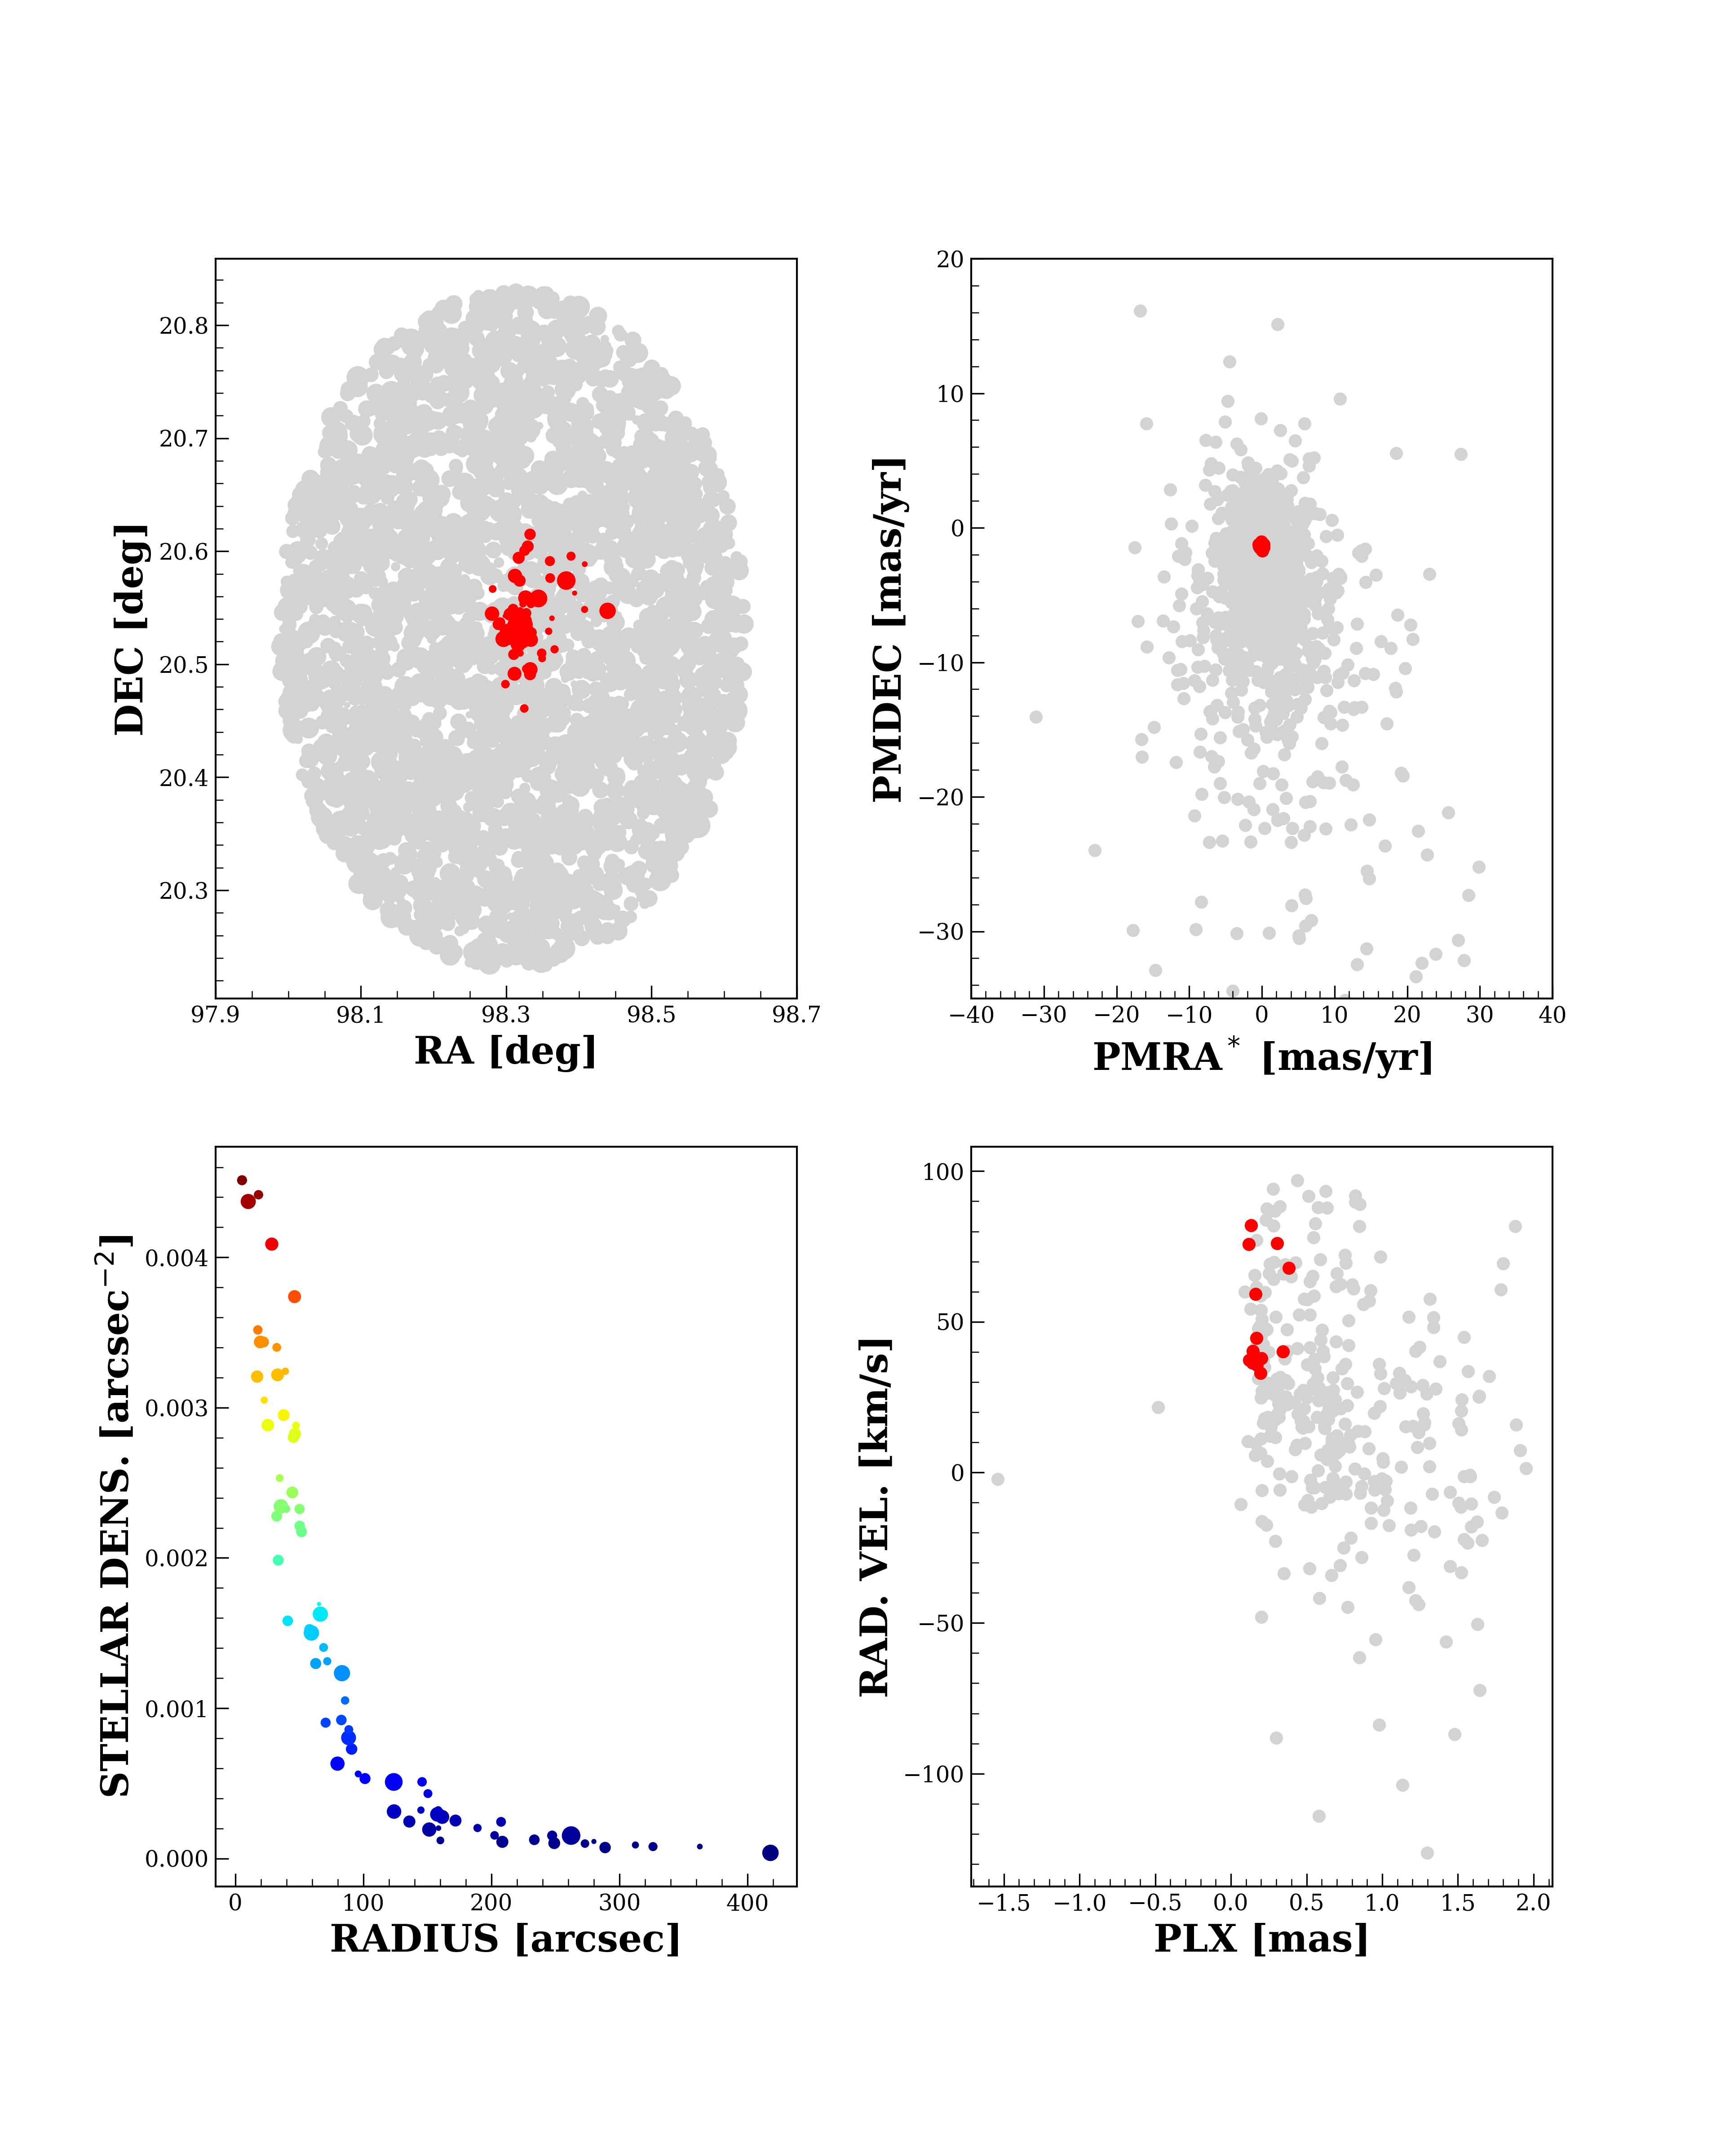 DEC [deg]
20.8
20.7
20.6
20.5
20.4
20.3
97.9 98.1 98.3 98.5 98.7
RA [deg]
PMDEC [mas/yr]
20
10
0
−10
−20
−30
−40 −30 −20 −10 0 10 20 30 40
PMRA* [mas/yr]
STELLAR DENS. [arcsec⁻²]
0.004
0.003
0.002
0.001
0.000
0 100 200 300 400
RADIUS [arcsec]
RAD. VEL. [km/s]
100
50
0
−50
−100
−1.5 −1.0 −0.5 0.0 0.5 1.0 1.5 2.0
PLX [mas]